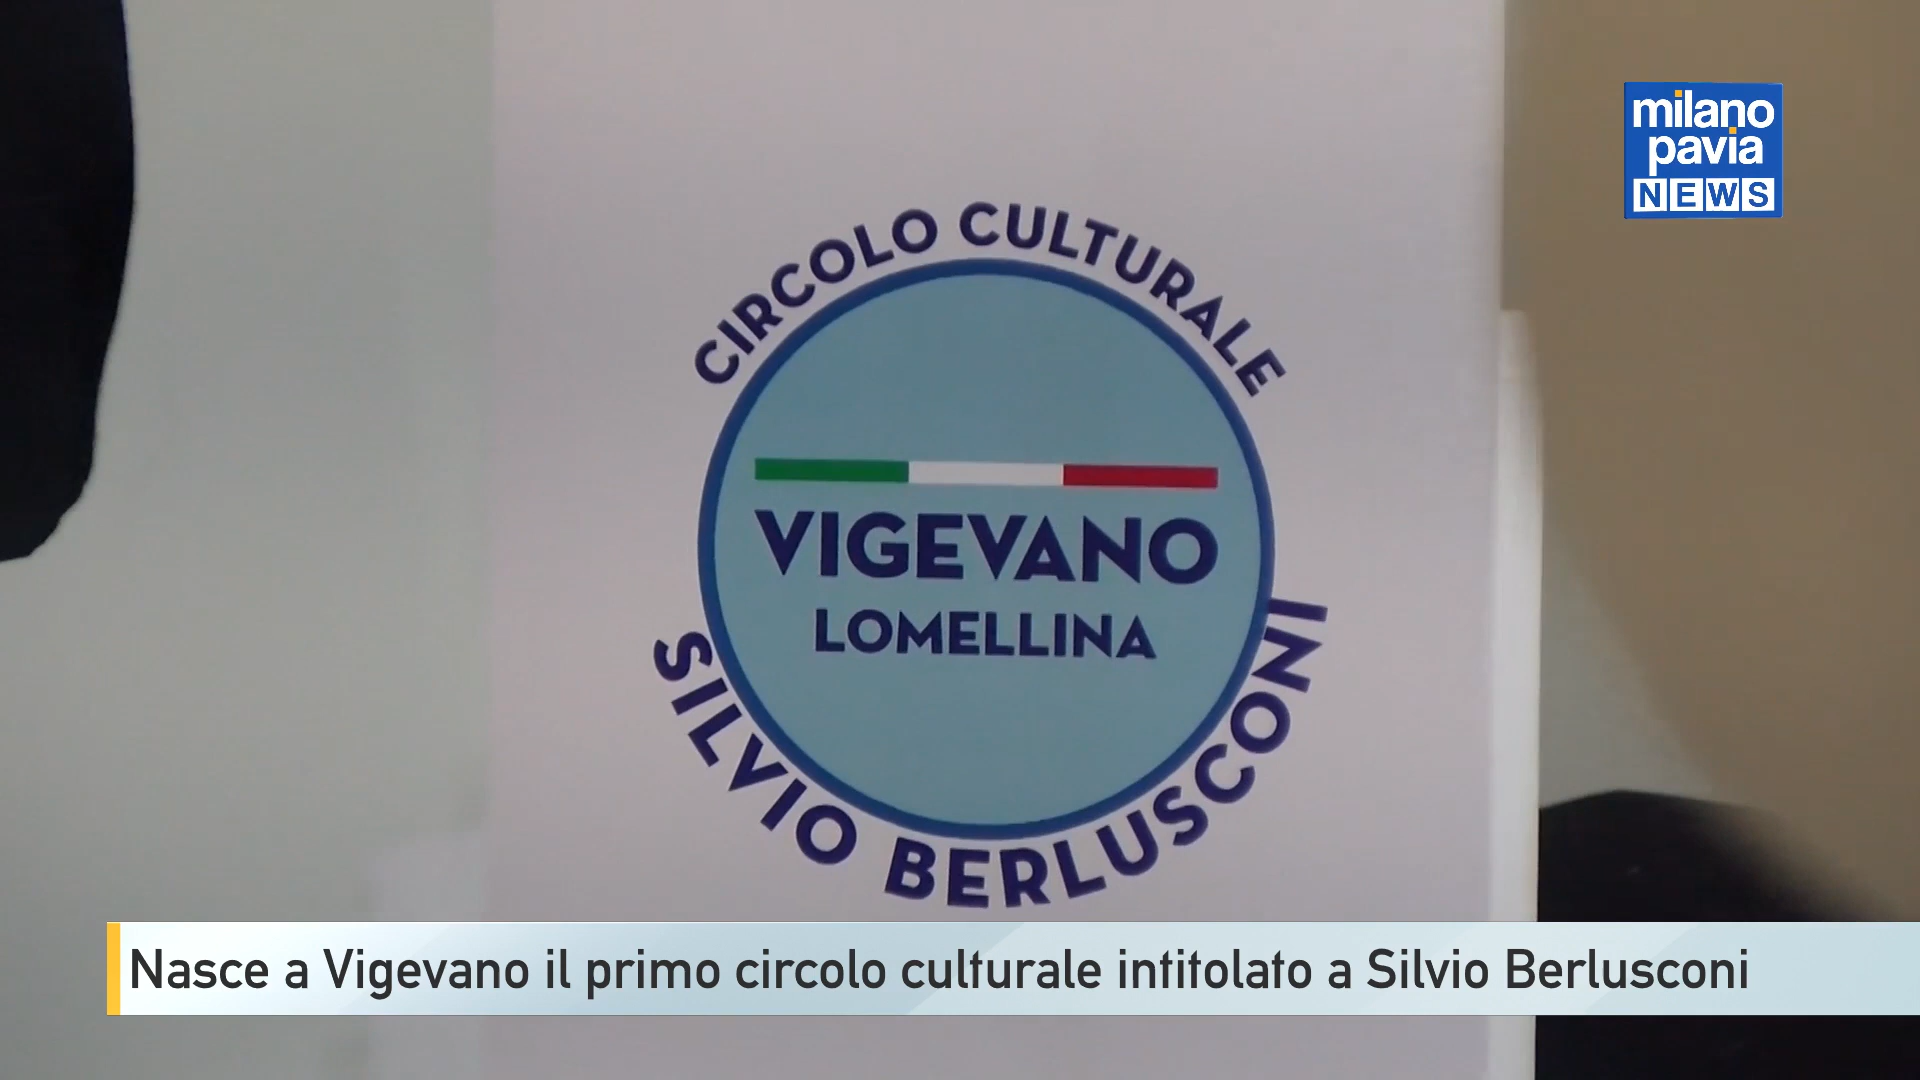 milano
pavia
NEWS
CIRCOLO CULTURALE
VIGEVANO
LOMELLINA
SILVIO BERLUSCONI
Nasce a Vigevano il primo circolo culturale intitolato a Silvio Berlusconi